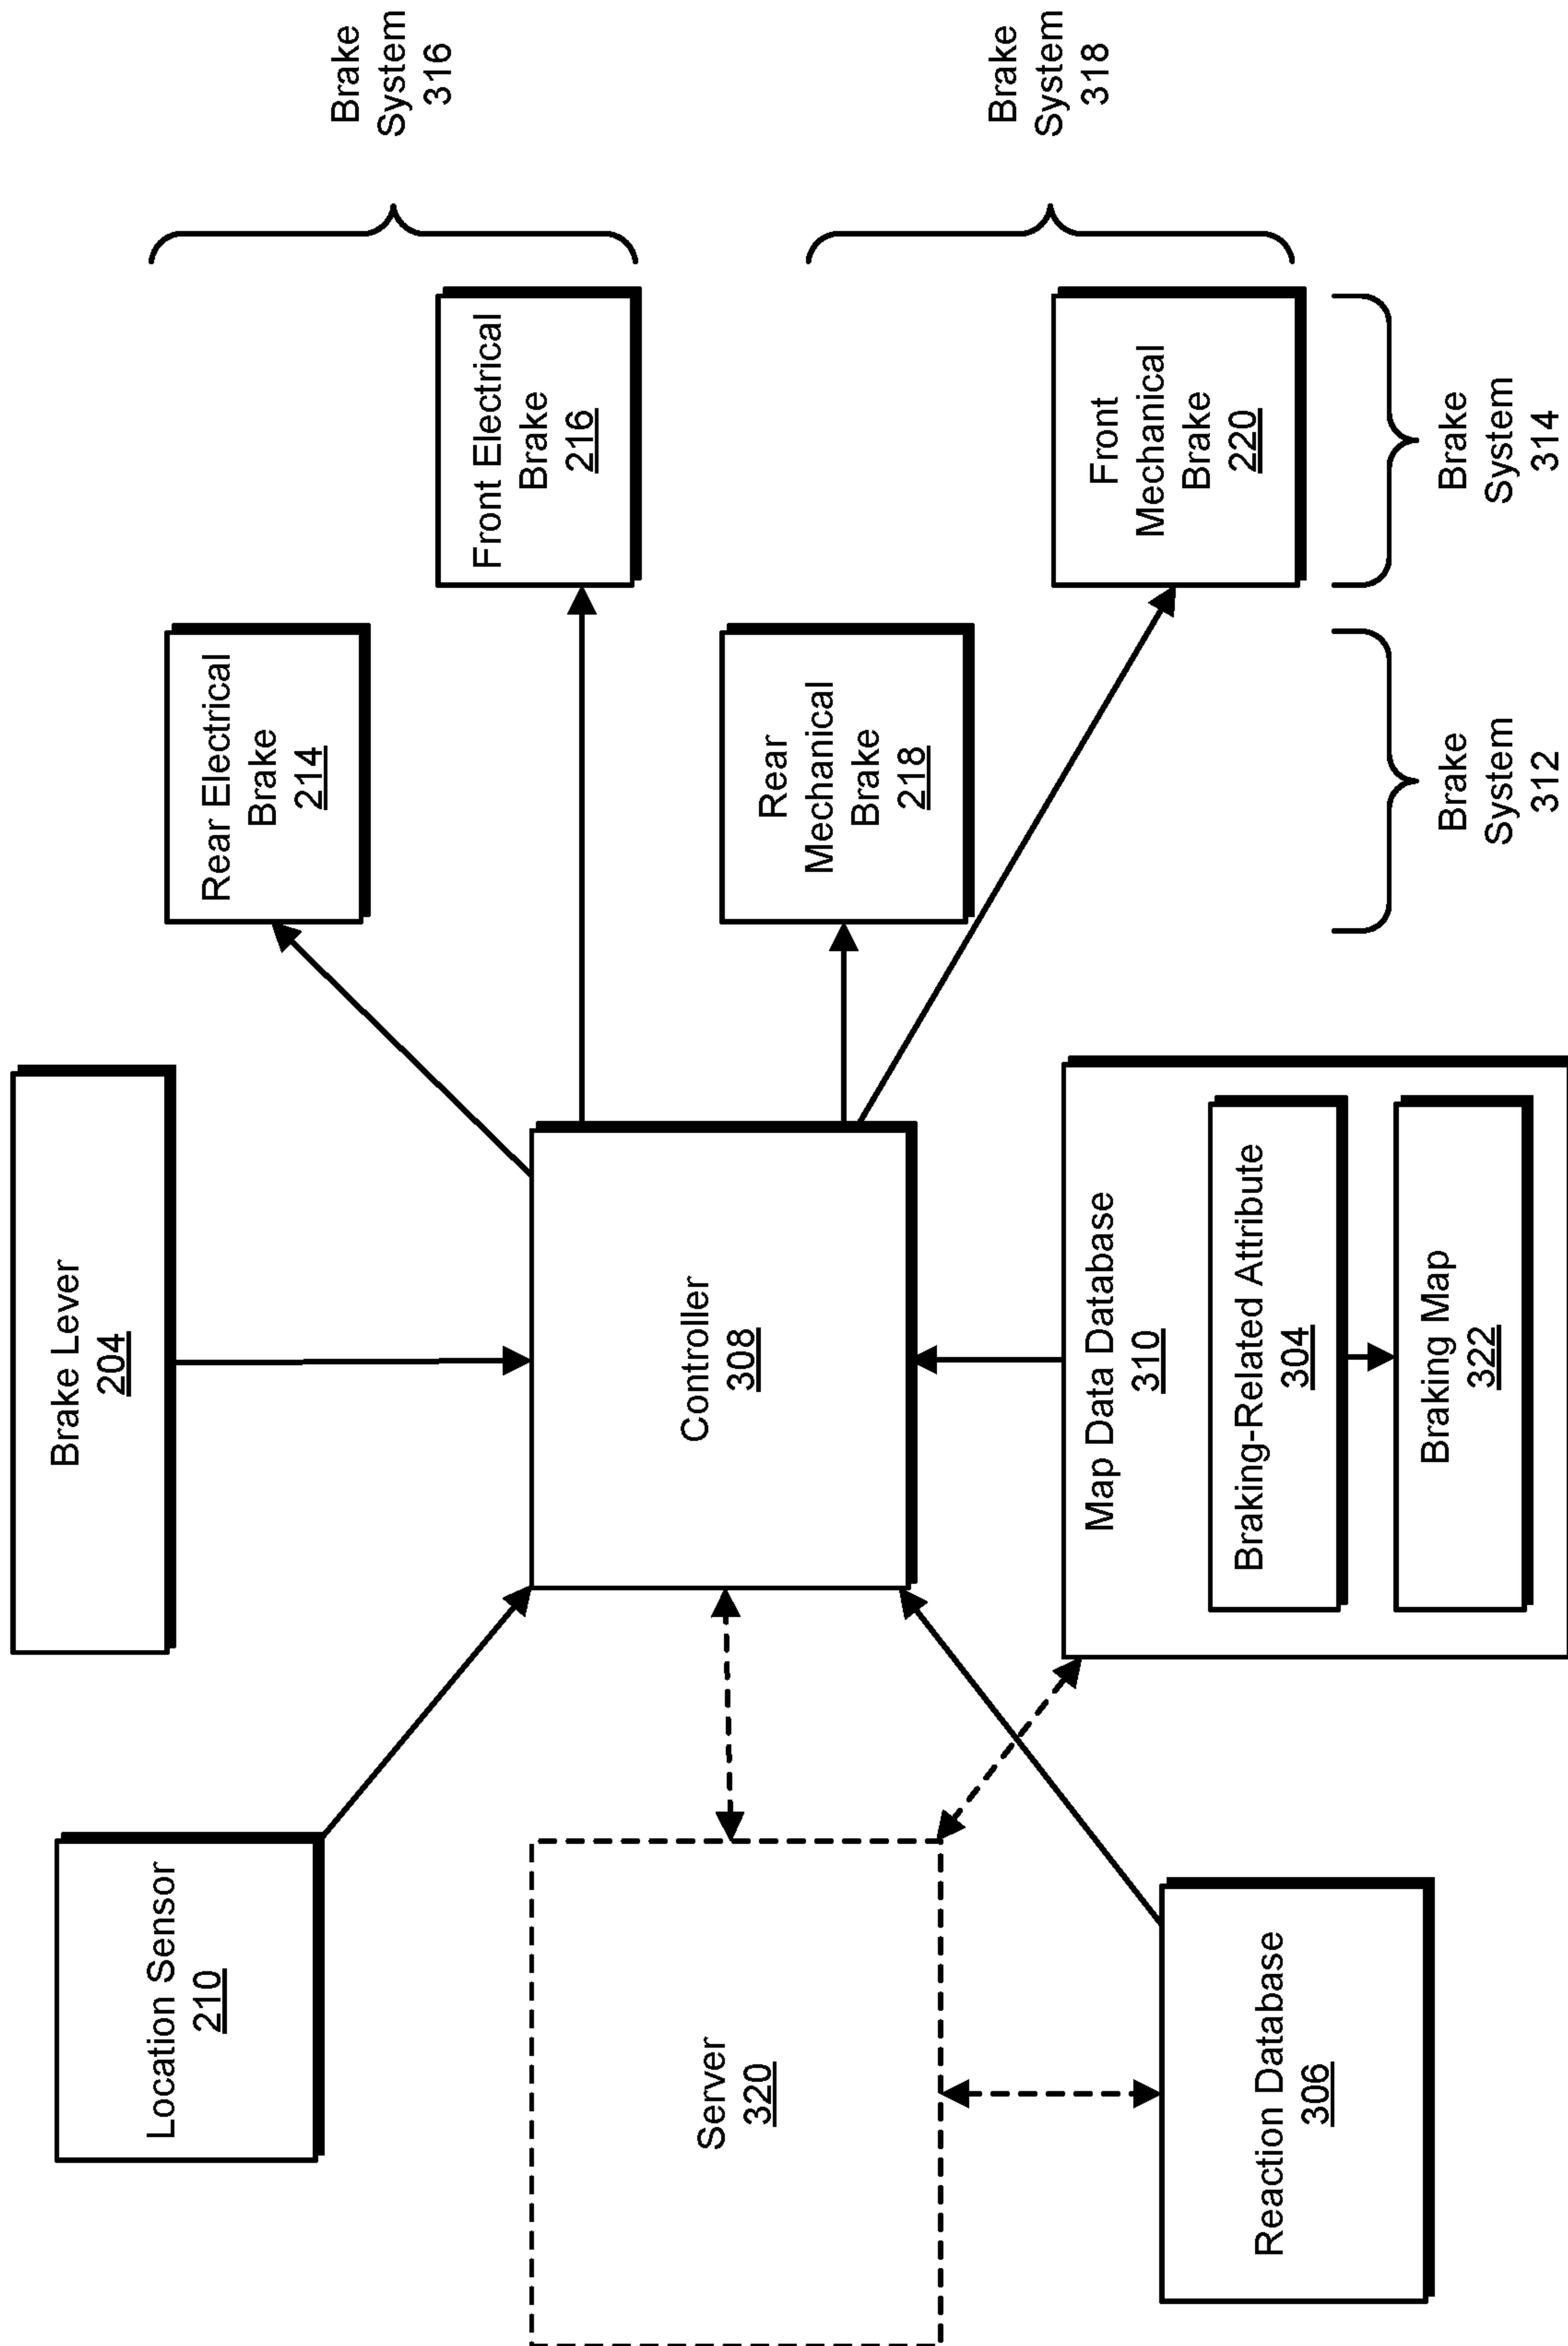 Location Sensor
210
Brake Lever
204
Rear Electrical
Brake
214
Front Electrical
Brake
216
Brake
System
316
Server
320
Controller
308
Rear
Mechanical
Brake
218
Front
Mechanical
Brake
220
Brake
System
318
Reaction Database
306
Map Data Database
310
Braking-Related Attribute
304
Braking Map
322
Brake
System
312
Brake
System
314